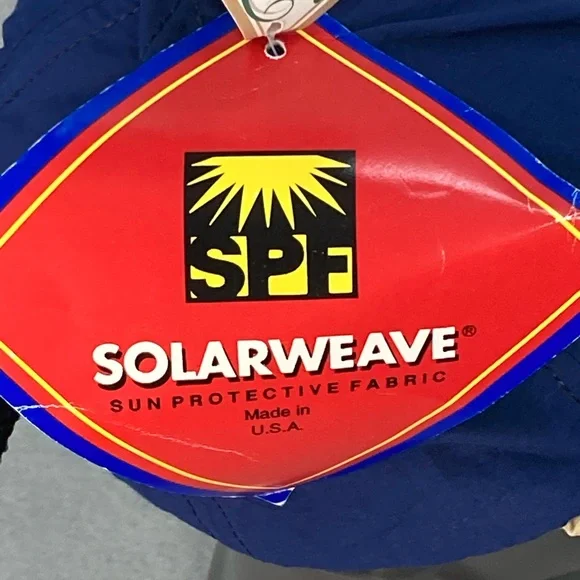 SPF
SOLARWEAVE®
SUN PROTECTIVE FABRIC
Made in
U.S.A.